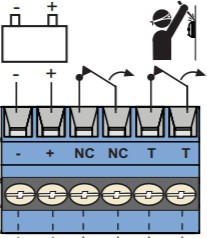 - +
- +
- + NC NC T T